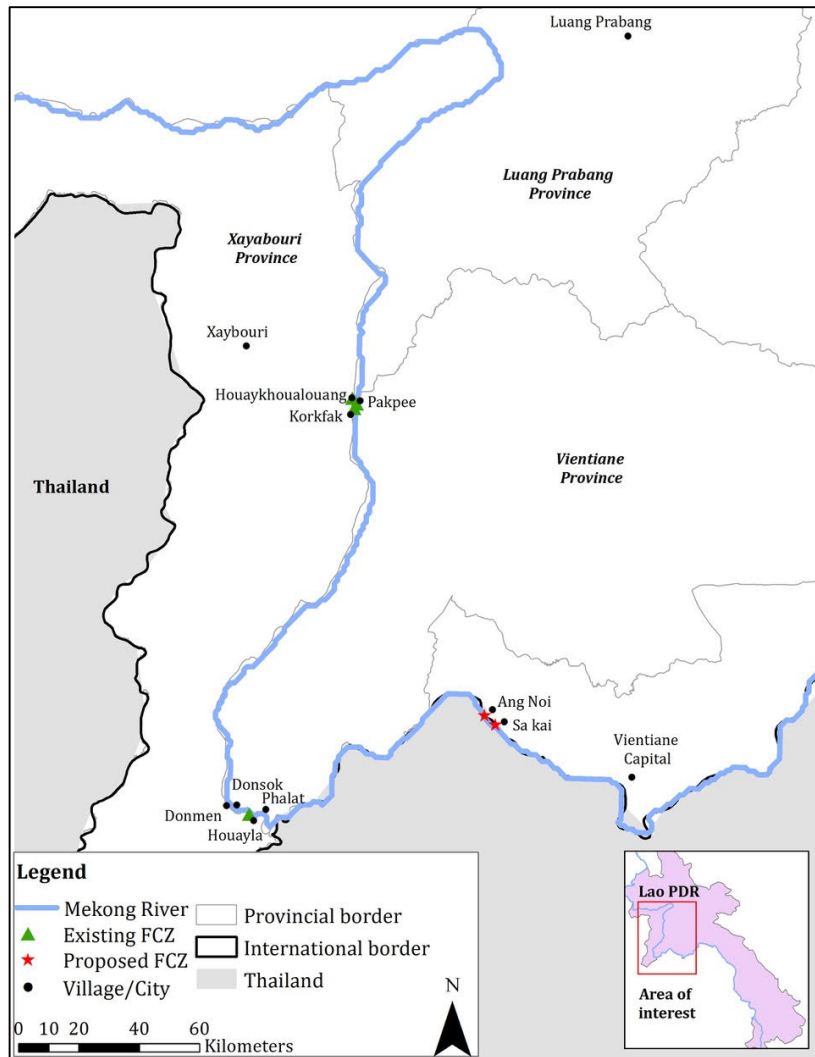 Luang Prabang
Luang Prabang
Province
Xayabouri
Province
Xaybouri
Houaykhoualouang
Pakpee
Korkfak
Vientiane
Province
Thailand
Ang Noi
Sa kai
Vientiane
Capital
Donsok
Phalat
Donmen
Houayla
Legend
Mekong River
Existing FCZ
Proposed FCZ
Village/City
Provincial border
International border
Thailand
0 10 20 40 60
Kilometers
N
Lao PDR
Area of
interest